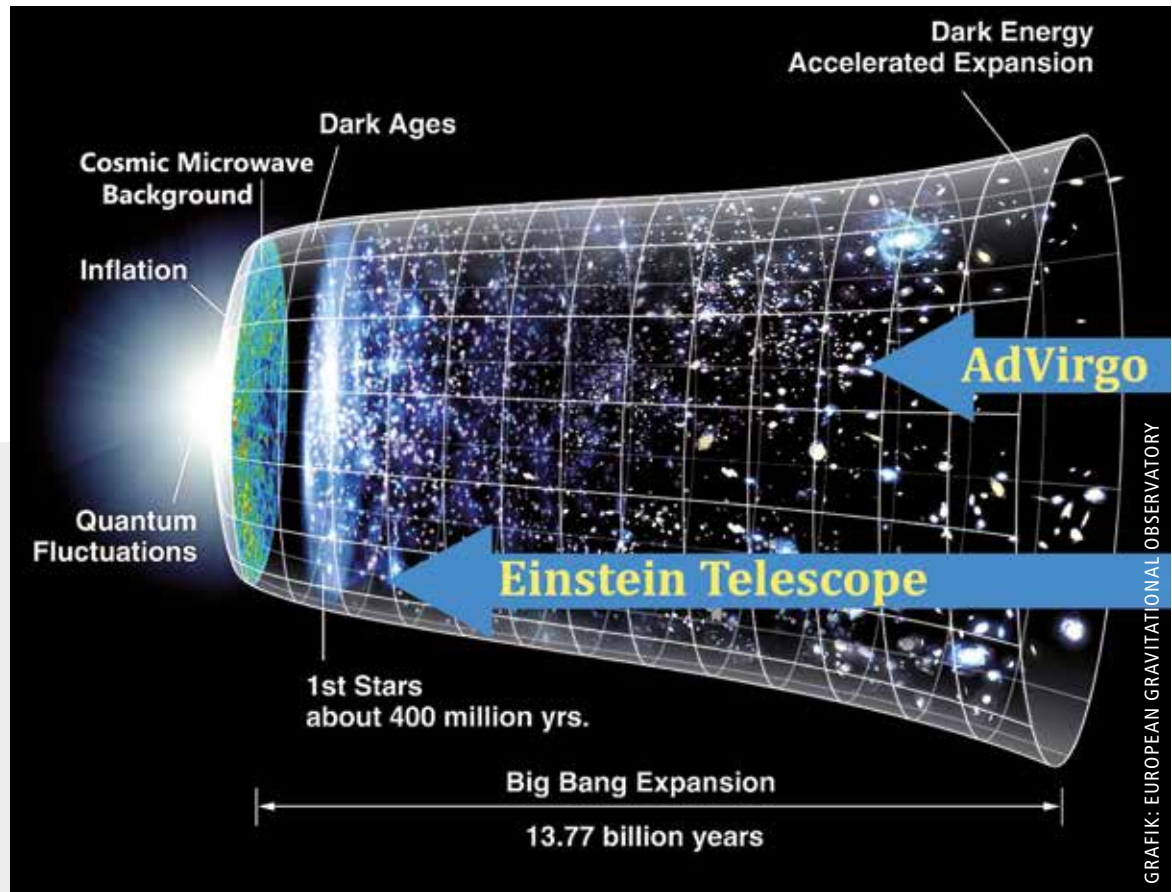 Dark Energy
Accelerated Expansion
Dark Ages
Cosmic Microwave
Background
Inflation
AdVirgo
Quantum
Fluctuations
Einstein Telescope
1st Stars
about 400 million yrs.
Big Bang Expansion
13.77 billion years
GRAFIK: EUROPEAN GRAVITATIONAL OBSERVATORY